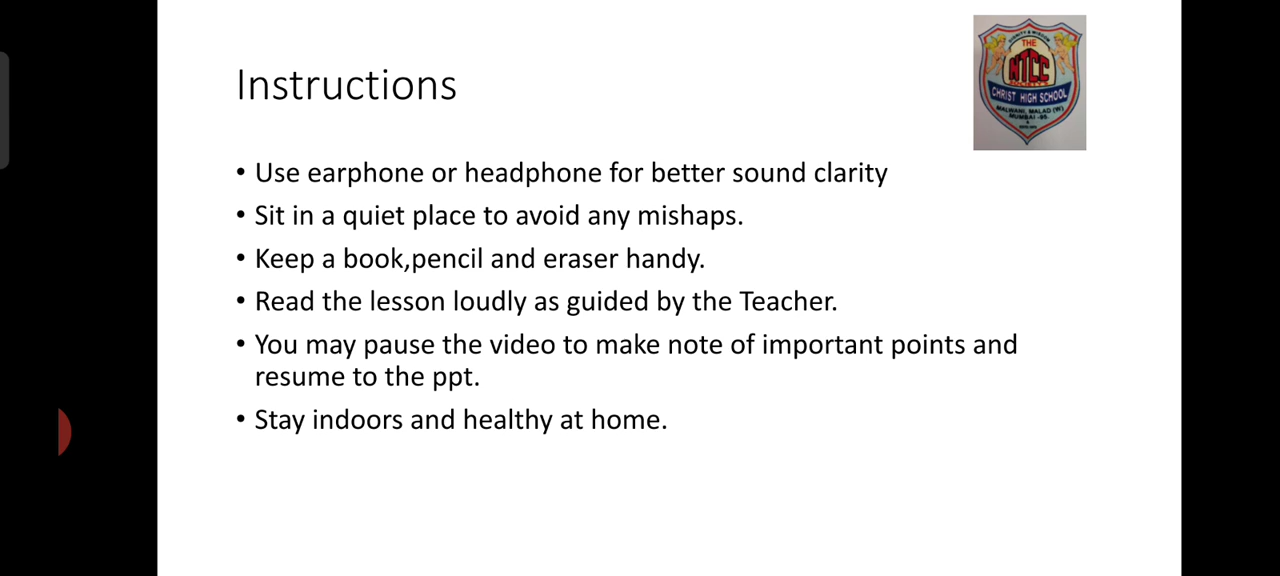 DIGNITY & WISDOM
THE
NTCC
SOCIETY'S
CHRIST HIGH SCHOOL
MALWANI, MALAD (W)
MUMBAI -95.
Instructions
• Use earphone or headphone for better sound clarity
• Sit in a quiet place to avoid any mishaps.
• Keep a book,pencil and eraser handy.
• Read the lesson loudly as guided by the Teacher.
• You may pause the video to make note of important points and
resume to the ppt.
• Stay indoors and healthy at home.